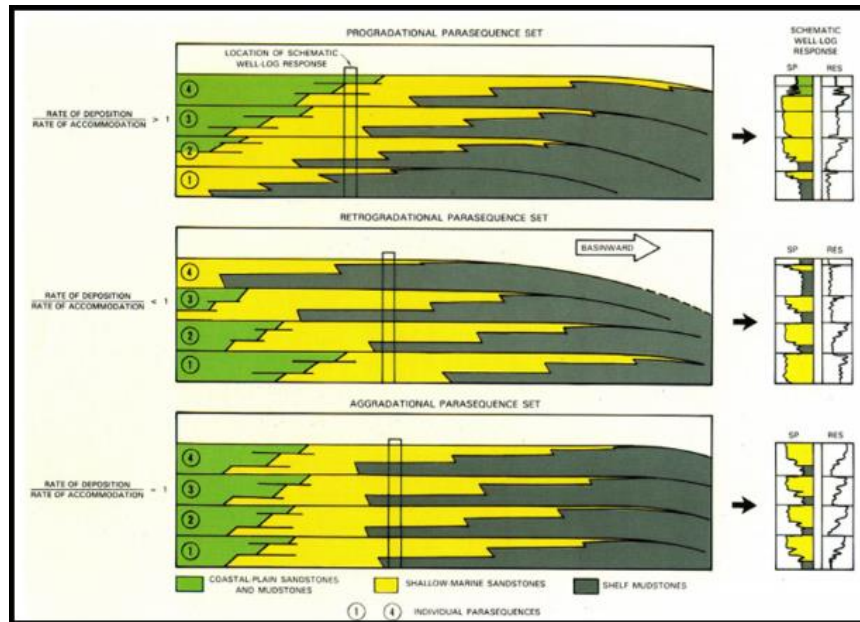 PROGRADATIONAL PARASEQUENCE SET
SCHEMATIC
WELL-LOG
RESPONSE
LOCATION OF SCHEMATIC
WELL-LOG RESPONSE
SP RES
4
3
2
1
RATE OF DEPOSITION
RATE OF ACCOMMODATION > 1
RETROGRADATIONAL PARASEQUENCE SET
BASINWARD
SP RES
4
3
2
1
RATE OF DEPOSITION
RATE OF ACCOMMODATION < 1
AGGRADATIONAL PARASEQUENCE SET
SP RES
4
3
2
1
RATE OF DEPOSITION
RATE OF ACCOMMODATION = 1
COASTAL-PLAIN SANDSTONES
AND MUDSTONES
SHALLOW-MARINE SANDSTONES
SHELF MUDSTONES
1 4 INDIVIDUAL PARASEQUENCES